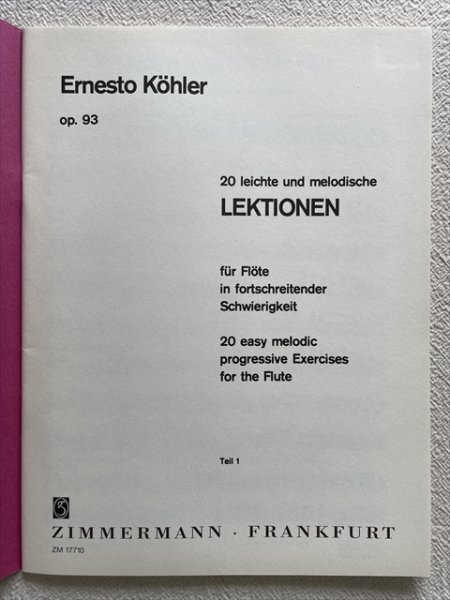 Ernesto Köhler
op. 93
20 leichte und melodische
LEKTIONEN
für Flöte
in fortschreitender
Schwierigkeit
20 easy melodic
progressive Exercises
for the Flute
Teil 1
ZIMMERMANN · FRANKFURT
ZM 17710